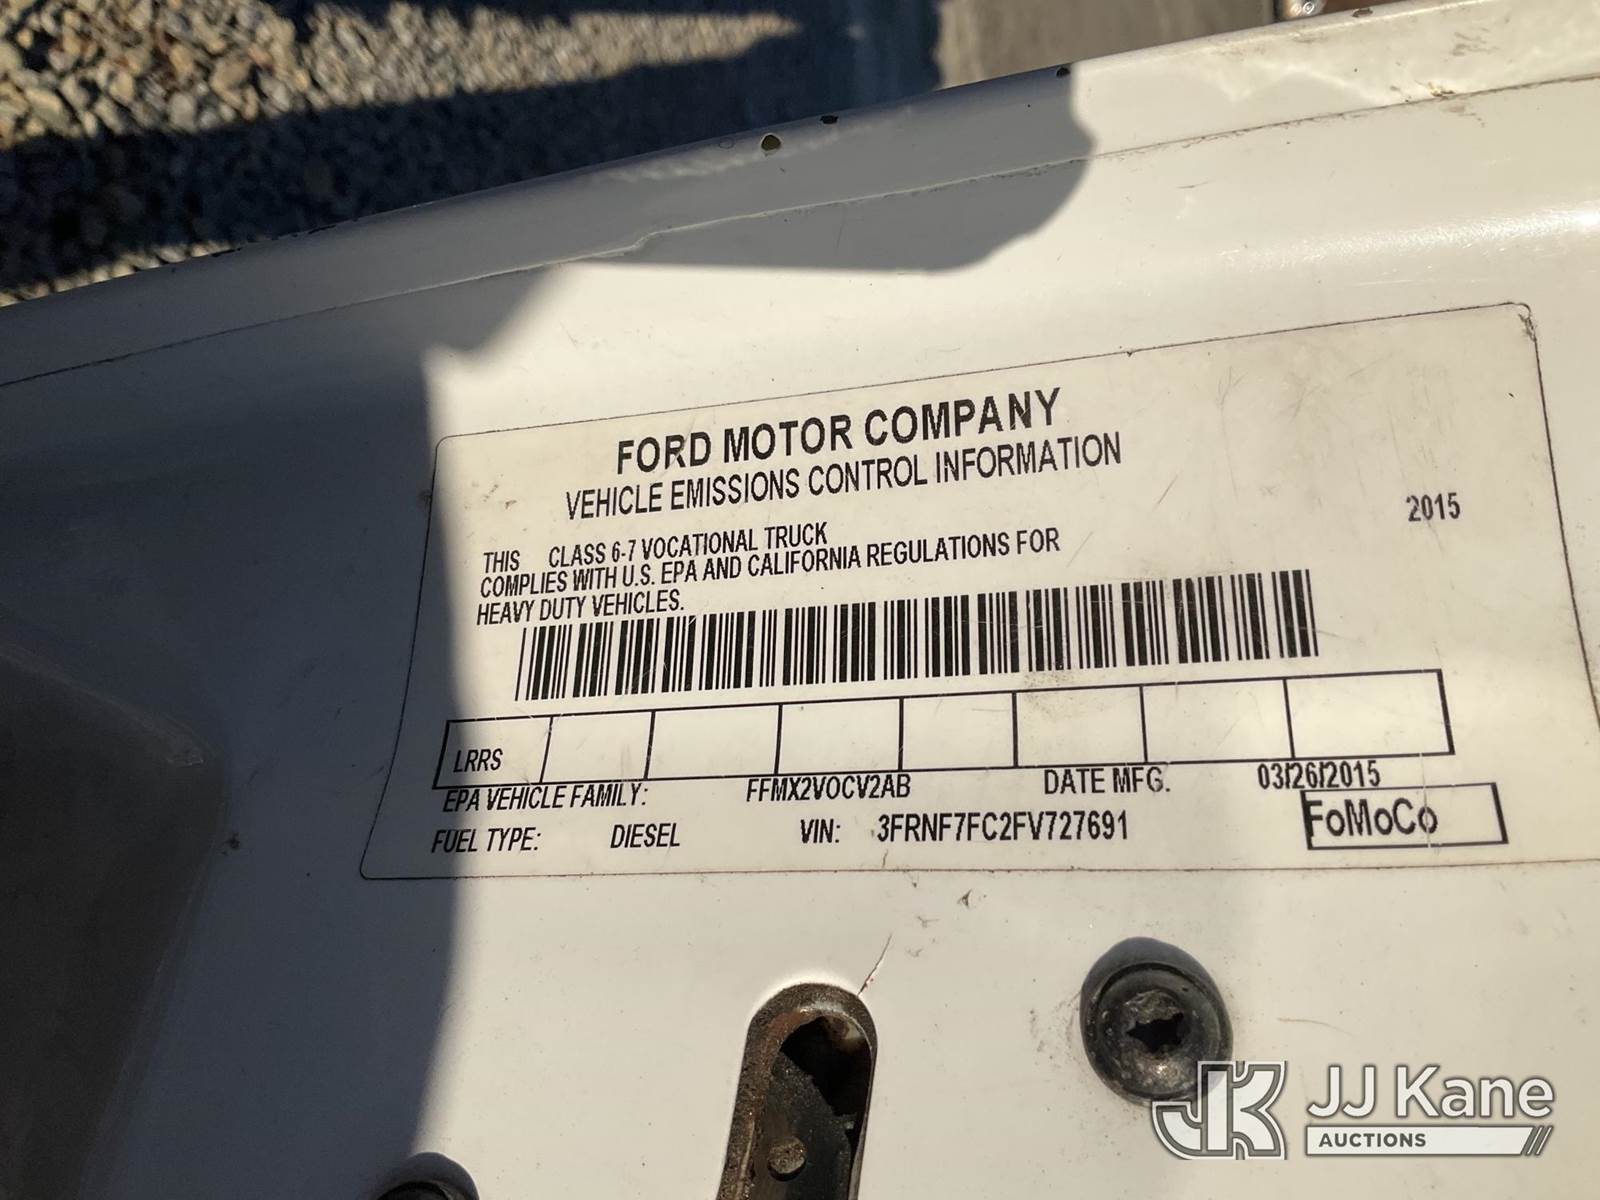 FORD MOTOR COMPANY
VEHICLE EMISSIONS CONTROL INFORMATION
2015
THIS CLASS 6-7 VOCATIONAL TRUCK
COMPLIES WITH U.S. EPA AND CALIFORNIA REGULATIONS FOR
HEAVY DUTY VEHICLES.
LRRS
EPA VEHICLE FAMILY: FFMX2VOCV2AB DATE MFG. 03/26/2015
FUEL TYPE: DIESEL VIN: 3FRNF7FC2FV727691 FoMoCo
JK JJ Kane
AUCTIONS